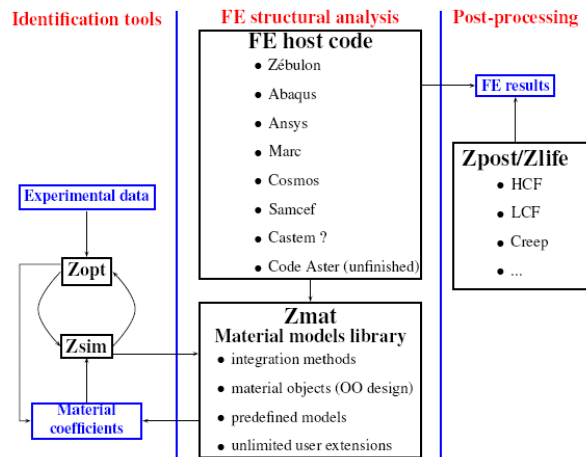 Identification tools
FE structural analysis
Post-processing
FE host code
• Zébulon
• Abaqus
• Ansys
• Marc
• Cosmos
• Samcef
• Castem ?
• Code Aster (unfinished)
FE results
Zpost/Zlife
• HCF
• LCF
• Creep
• ...
Experimental data
Zopt
Zsim
Material
coefficients
Zmat
Material models library
• integration methods
• material objects (OO design)
• predefined models
• unlimited user extensions